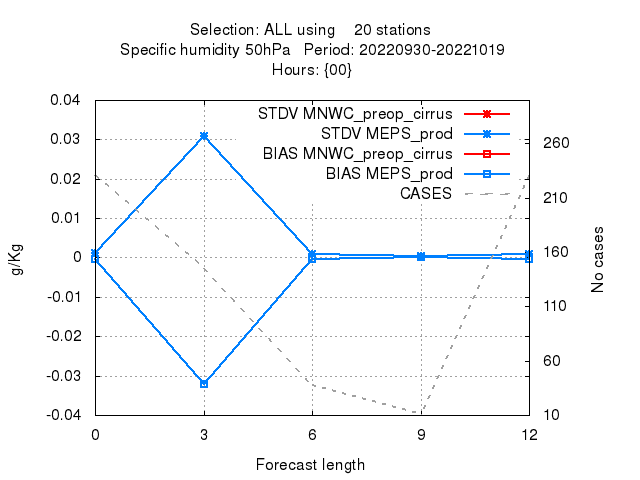 Selection: ALL using 20 stations
Specific humidity 50hPa Period: 20220930-20221019
Hours: {00}
STDV MNWC_preop_cirrus
STDV MEPS_prod
BIAS MNWC_preop_cirrus
BIAS MEPS_prod
CASES
0.04
0.03
0.02
0.01
0
-0.01
-0.02
-0.03
-0.04
g/Kg
260
210
160
110
60
10
No cases
0 3 6 9 12
Forecast length